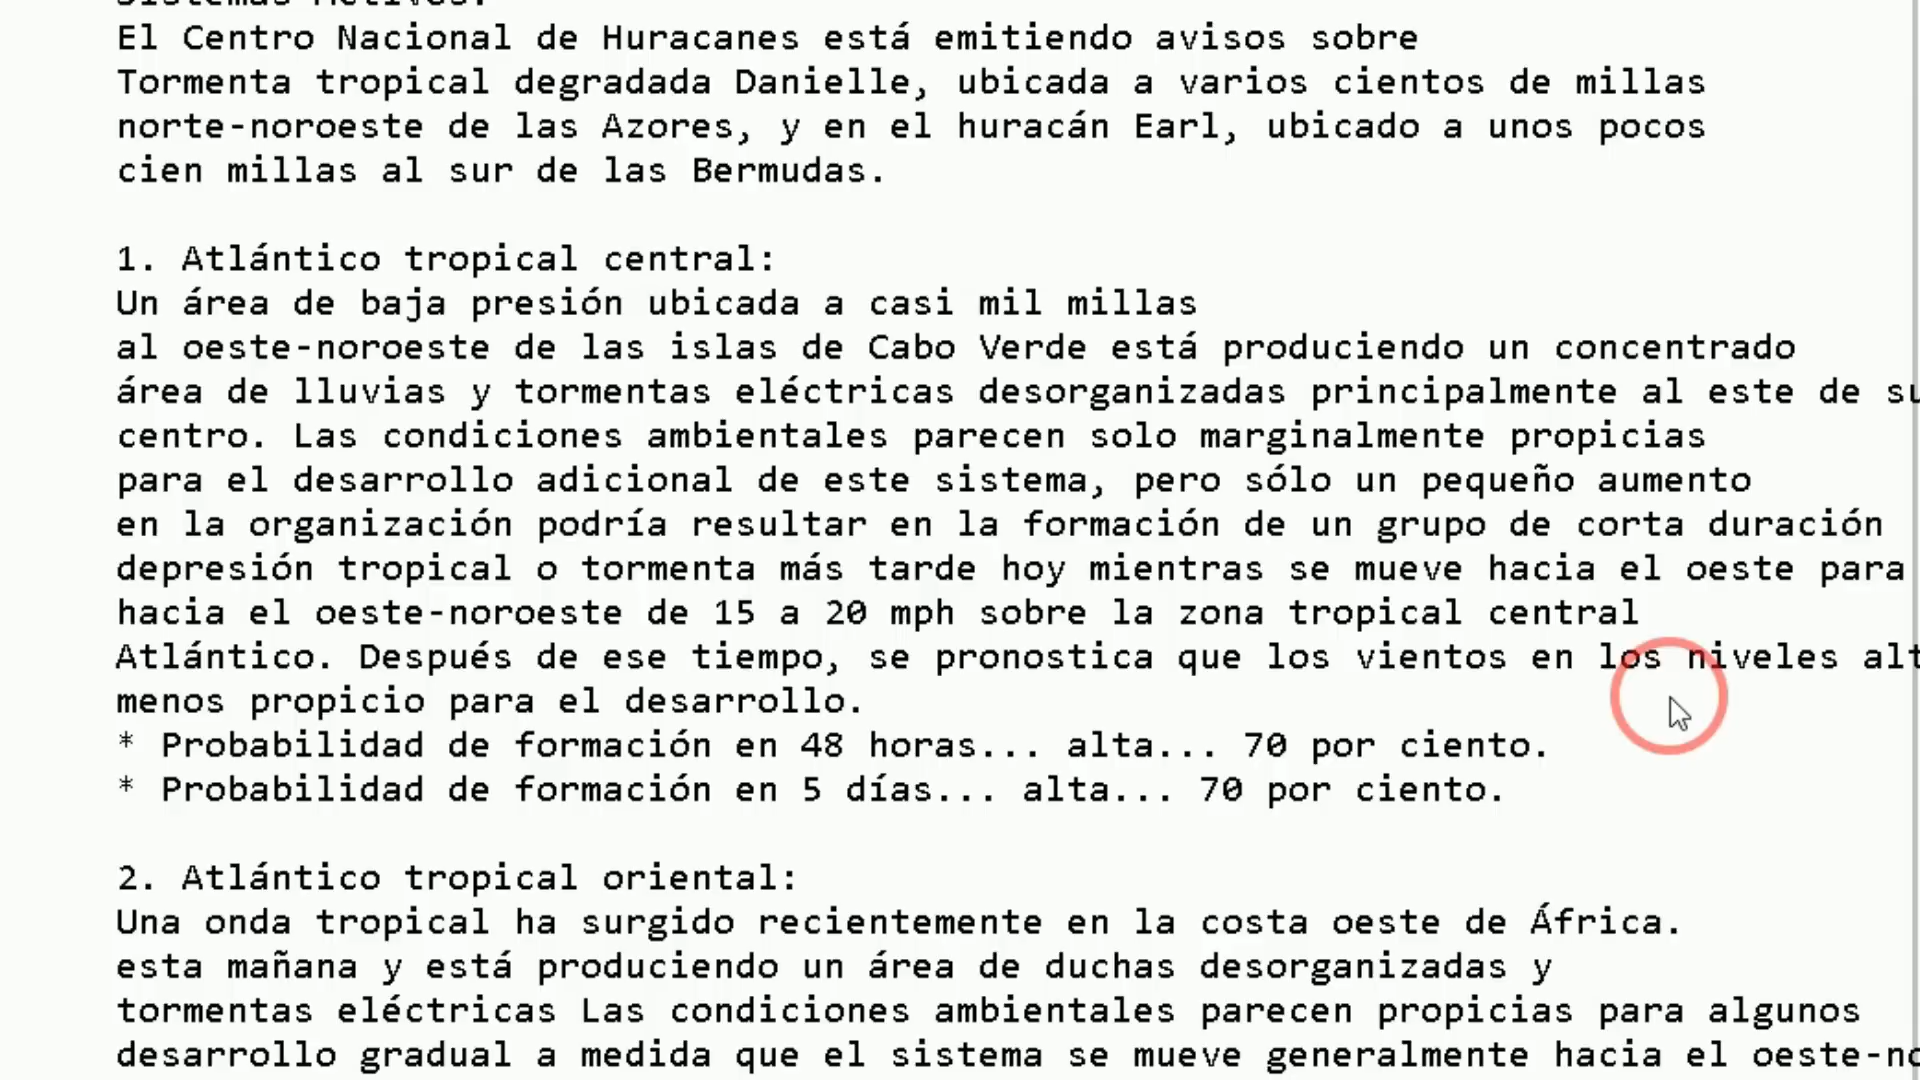 El Centro Nacional de Huracanes está emitiendo avisos sobre
Tormenta tropical degradada Danielle, ubicada a varios cientos de millas
norte-noroeste de las Azores, y en el huracán Earl, ubicado a unos pocos
cien millas al sur de las Bermudas.
1. Atlántico tropical central:
Un área de baja presión ubicada a casi mil millas
al oeste-noroeste de las islas de Cabo Verde está produciendo un concentrado
área de lluvias y tormentas eléctricas desorganizadas principalmente al este de
centro. Las condiciones ambientales parecen solo marginalmente propicias
para el desarrollo adicional de este sistema, pero sólo un pequeño aumento
en la organización podría resultar en la formación de un grupo de corta duración
depresión tropical o tormenta más tarde hoy mientras se mueve hacia el oeste para
hacia el oeste-noroeste de 15 a 20 mph sobre la zona tropical central
Atlántico. Después de ese tiempo, se pronostica que los vientos en los niveles
menos propicio para el desarrollo.
* Probabilidad de formación en 48 horas... alta... 70 por ciento.
* Probabilidad de formación en 5 días... alta... 70 por ciento.
2. Atlántico tropical oriental:
Una onda tropical ha surgido recientemente en la costa oeste de África.
esta mañana y está produciendo un área de duchas desorganizadas y
tormentas eléctricas Las condiciones ambientales parecen propicias para algunos
desarrollo gradual a medida que el sistema se mueve generalmente hacia el